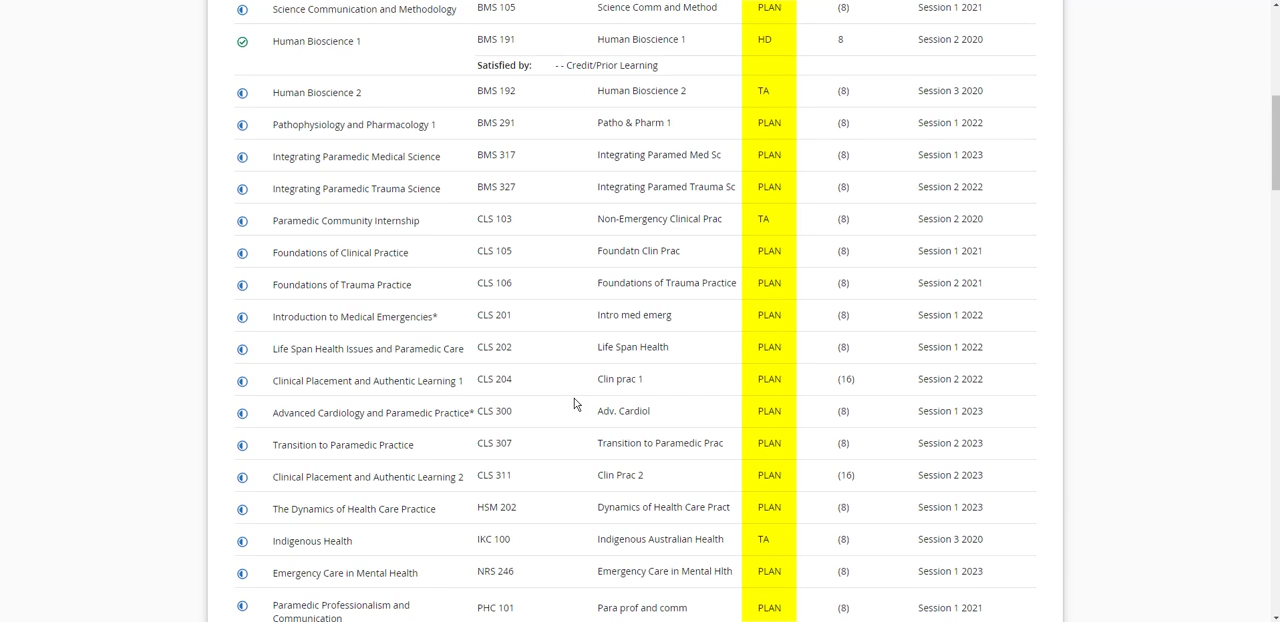 Science Communication and Methodology BMS 105 Science Comm and Method PLAN (8) Session 1 2021
Human Bioscience 1 BMS 191 Human Bioscience 1 HD 8 Session 2 2020
Satisfied by: - - Credit/Prior Learning
Human Bioscience 2 BMS 192 Human Bioscience 2 TA (8) Session 3 2020
Pathophysiology and Pharmacology 1 BMS 291 Patho & Pharm 1 PLAN (8) Session 1 2022
Integrating Paramedic Medical Science BMS 317 Integrating Paramed Med Sc PLAN (8) Session 1 2023
Integrating Paramedic Trauma Science BMS 327 Integrating Paramed Trauma Sc PLAN (8) Session 2 2022
Paramedic Community Internship CLS 103 Non-Emergency Clinical Prac TA (8) Session 2 2020
Foundations of Clinical Practice CLS 105 Foundatn Clin Prac PLAN (8) Session 1 2021
Foundations of Trauma Practice CLS 106 Foundations of Trauma Practice PLAN (8) Session 2 2021
Introduction to Medical Emergencies* CLS 201 Intro med emerg PLAN (8) Session 1 2022
Life Span Health Issues and Paramedic Care CLS 202 Life Span Health PLAN (8) Session 1 2022
Clinical Placement and Authentic Learning 1 CLS 204 Clin prac 1 PLAN (16) Session 2 2022
Advanced Cardiology and Paramedic Practice* CLS 300 Adv. Cardiol PLAN (8) Session 1 2023
Transition to Paramedic Practice CLS 307 Transition to Paramedic Prac PLAN (8) Session 2 2023
Clinical Placement and Authentic Learning 2 CLS 311 Clin Prac 2 PLAN (16) Session 2 2023
The Dynamics of Health Care Practice HSM 202 Dynamics of Health Care Pract PLAN (8) Session 1 2023
Indigenous Health IKC 100 Indigenous Australian Health TA (8) Session 3 2020
Emergency Care in Mental Health NRS 246 Emergency Care in Mental Hlth PLAN (8) Session 1 2023
Paramedic Professionalism and
Communication PHC 101 Para prof and comm PLAN (8) Session 1 2021